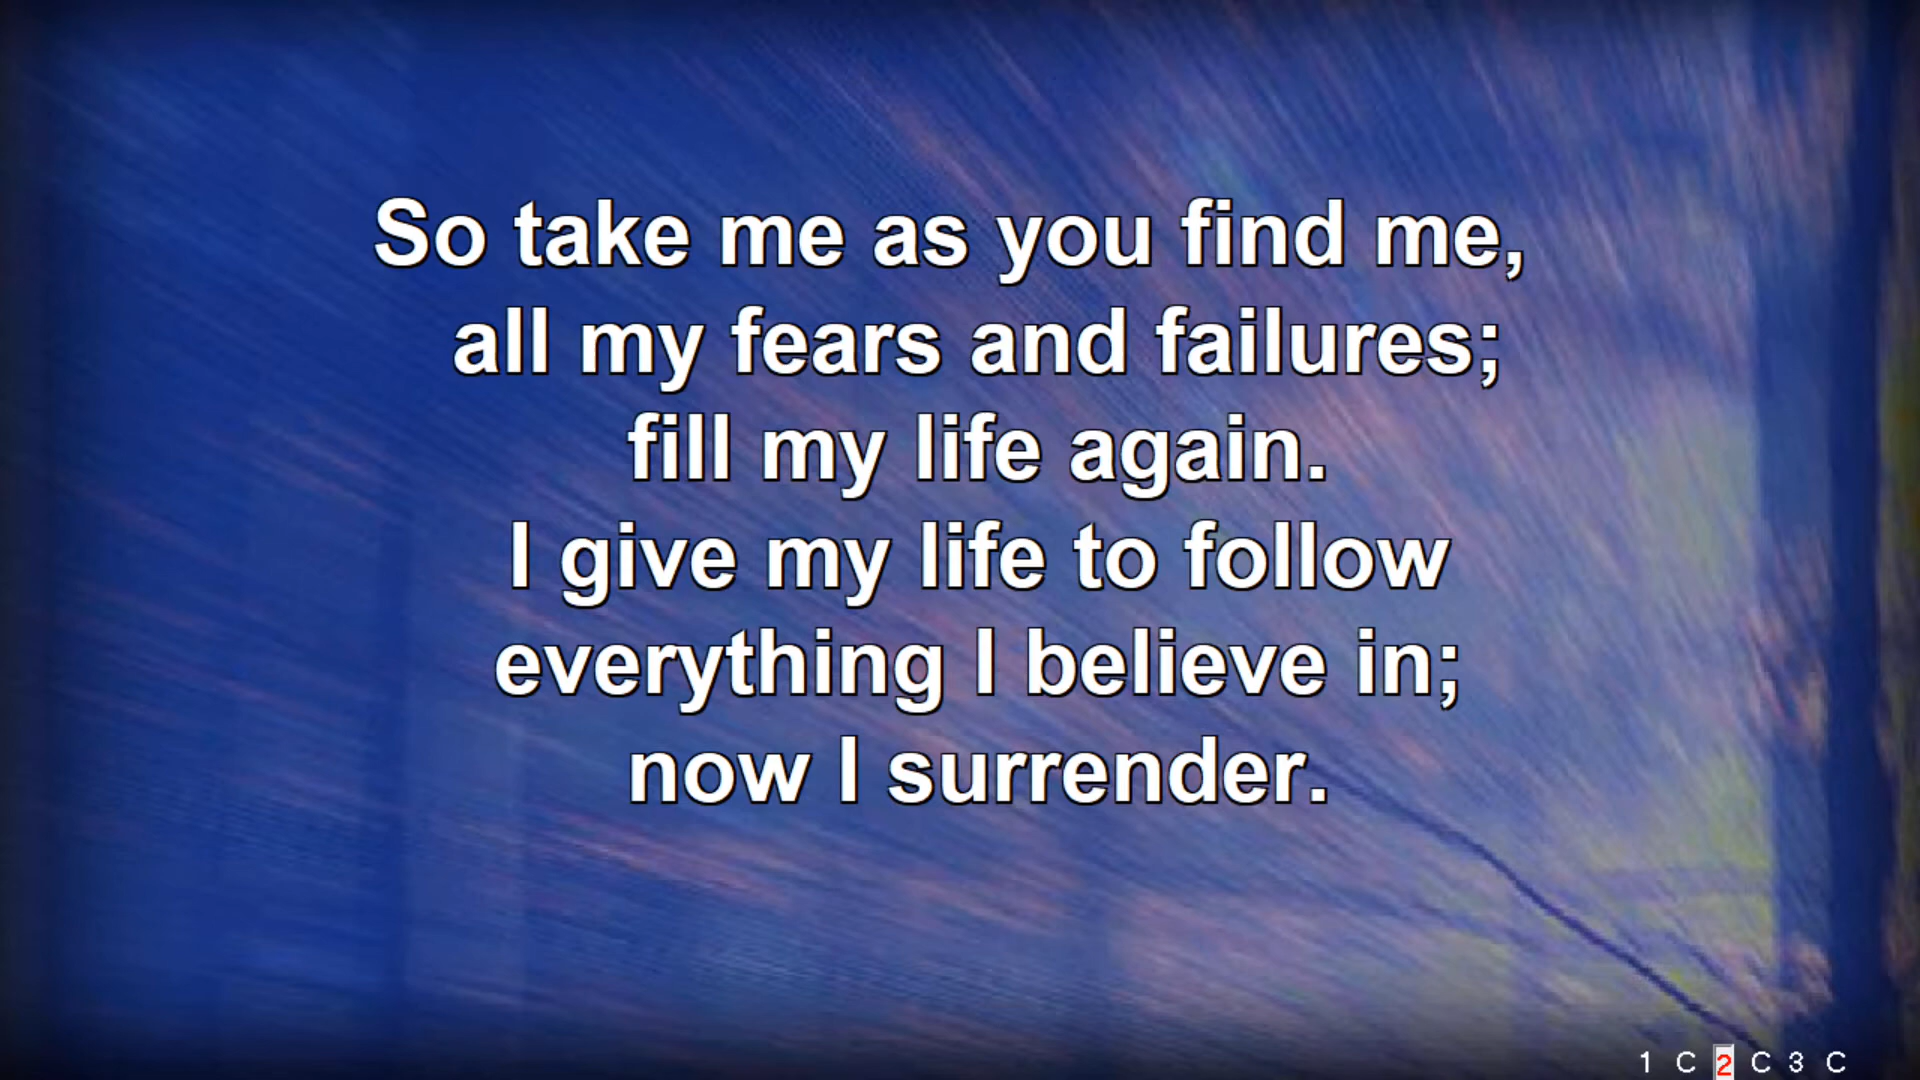 So take me as you find me,
all my fears and failures;
fill my life again.
I give my life to follow
everything I believe in;
now I surrender.
1 C 2 C 3 C